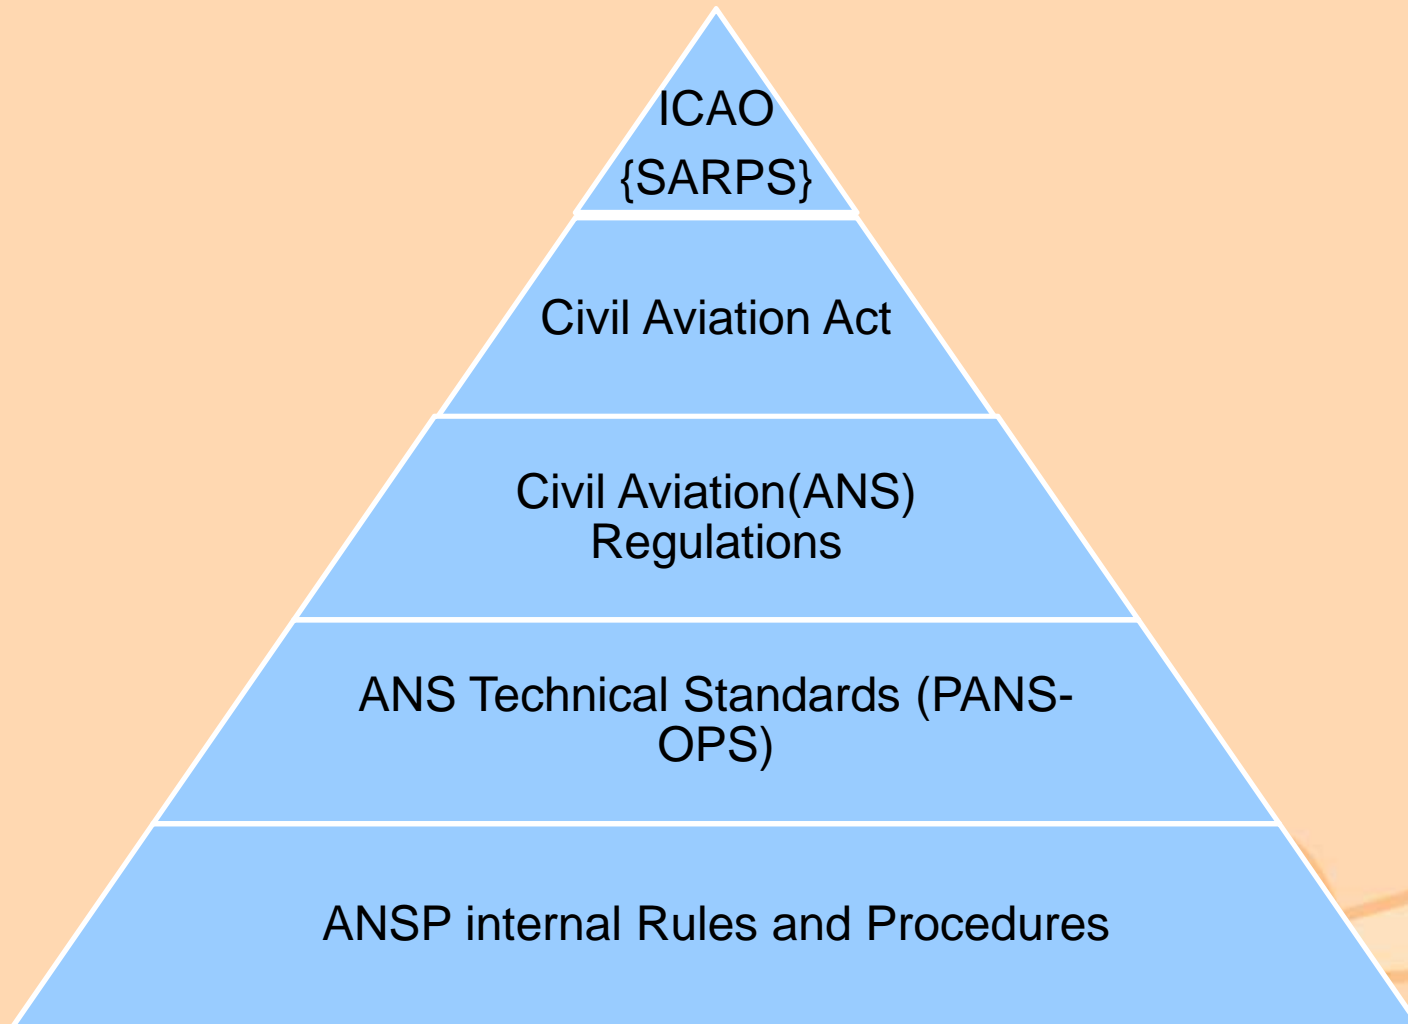 ICAO
{SARPS}
Civil Aviation Act
Civil Aviation(ANS)
Regulations
ANS Technical Standards (PANS-
OPS)
ANSP internal Rules and Procedures